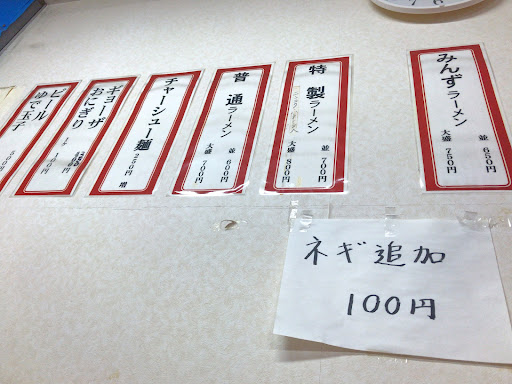 みんずラーメン
並 650円
大盛 750円
特製ラーメン
並 700円
大盛 800円
普通ラーメン
並 600円
大盛 700円
チャーシュー麺
250円 増
ギョーザ
おにぎり
ビール
ゆで玉子
ネギ追加
100円